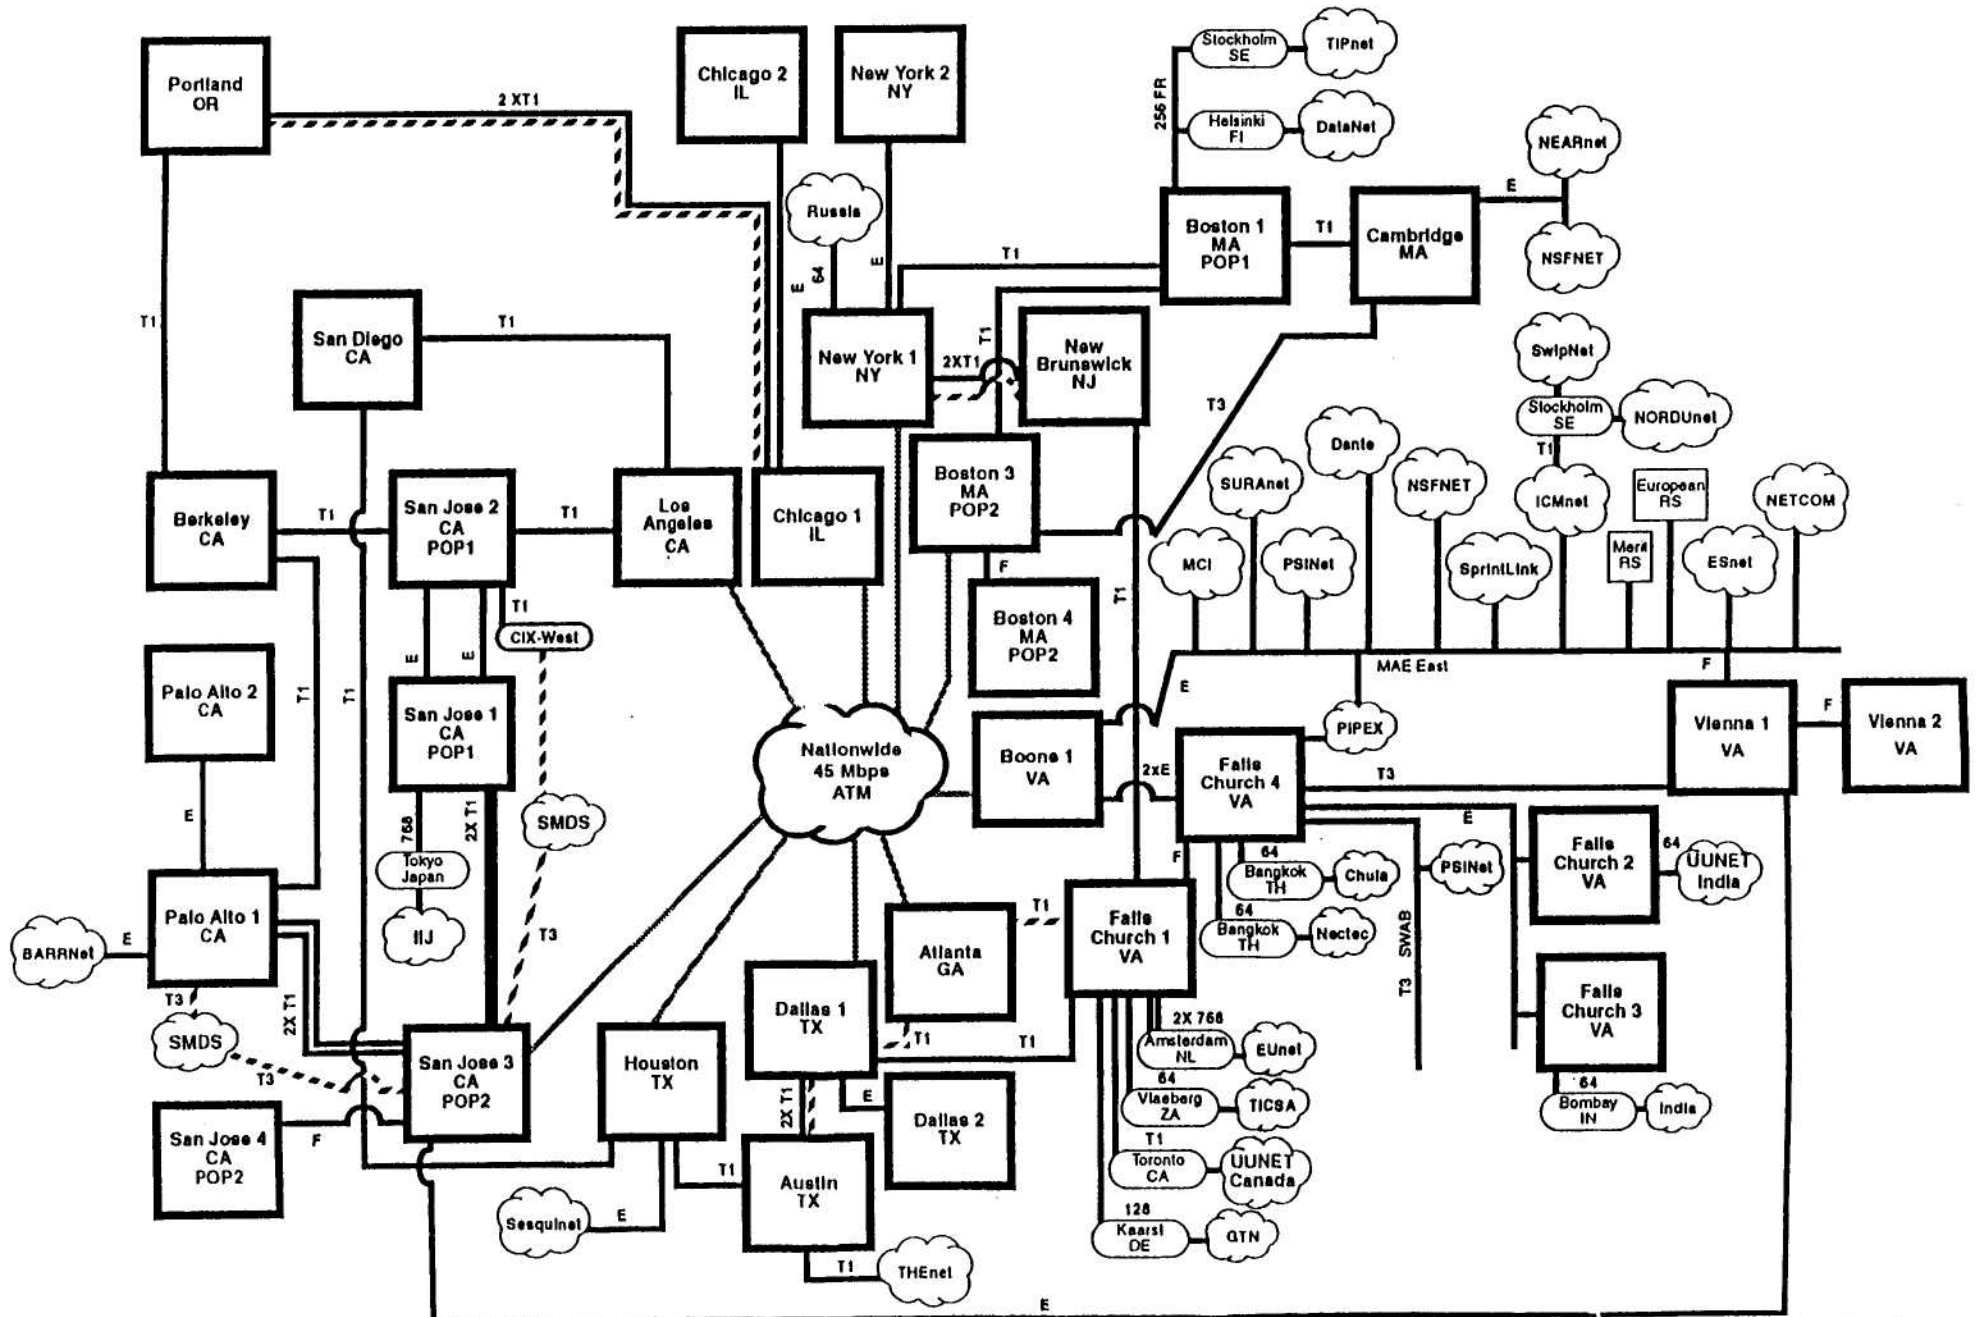 Portland
OR
2 XT1
Chicago 2
IL
New York 2
NY
256 FR
Stockholm
SE
TIPnet
Helsinki
FI
DataNet
NEARnet
E
NSFNET
Russia
64
E
E
T1
Boston 1
MA
POP1
T1
Cambridge
MA
T1
San Diego
CA
T1
New York 1
NY
2XT1
T1
New
Brunswick
NJ
T3
SwipNet
Stockholm
SE
NORDUnet
T1
ICMnet
Dante
SURAnet
NSFNET
European
RS
NETCOM
MCI
PSINet
SprintLink
Merit
RS
ESnet
Berkeley
CA
T1
San Jose 2
CA
POP1
T1
Los
Angeles
CA
Chicago 1
IL
Boston 3
MA
POP2
F
Boston 4
MA
POP2
T1
T1
CIX-West
E
E
MAE East
E
F
Palo Alto 2
CA
T1
T1
San Jose 1
CA
POP1
Nationwide
45 Mbps
ATM
Boone 1
VA
2xE
Falls
Church 4
VA
PIPEX
T3
Vienna 1
VA
F
Vienna 2
VA
E
768
2X T1
SMDS
Tokyo
Japan
IIJ
T3
F
64
Bangkok
TH
Chula
64
Bangkok
TH
Nectec
E
PSINet
T3 SWAB
Falls
Church 2
VA
64
UUNET
India
Palo Alto 1
CA
BARRNet
E
T3
SMDS
T3
2X T1
Atlanta
GA
T1
Falls
Church 1
VA
Falls
Church 3
VA
64
Bombay
IN
India
San Jose 3
CA
POP2
Houston
TX
Dallas 1
TX
T1
T1
2X 768
Amsterdam
NL
EUnet
64
Vlaeberg
ZA
TICSA
T1
Toronto
CA
UUNET
Canada
128
Kaarst
DE
GTN
San Jose 4
CA
POP2
F
2X T1
E
Dallas 2
TX
T1
Austin
TX
Sesquinet
E
T1
THEnet
E